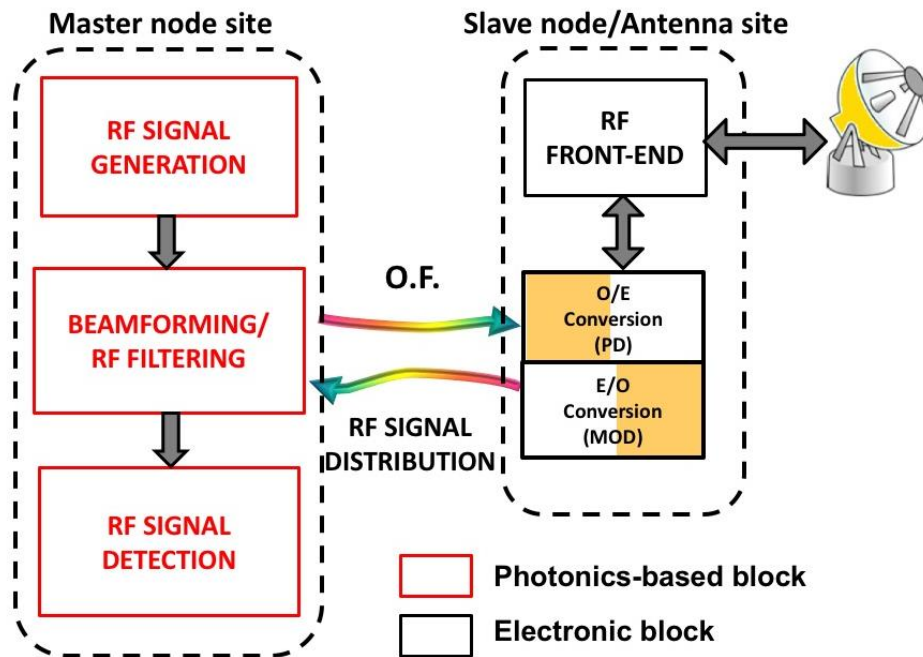 Master node site
RF SIGNAL
GENERATION
BEAMFORMING/
RF FILTERING
RF SIGNAL
DETECTION
O.F.
RF SIGNAL
DISTRIBUTION
Slave node/Antenna site
RF
FRONT-END
O/E
Conversion
(PD)
E/O
Conversion
(MOD)
Photonics-based block
Electronic block